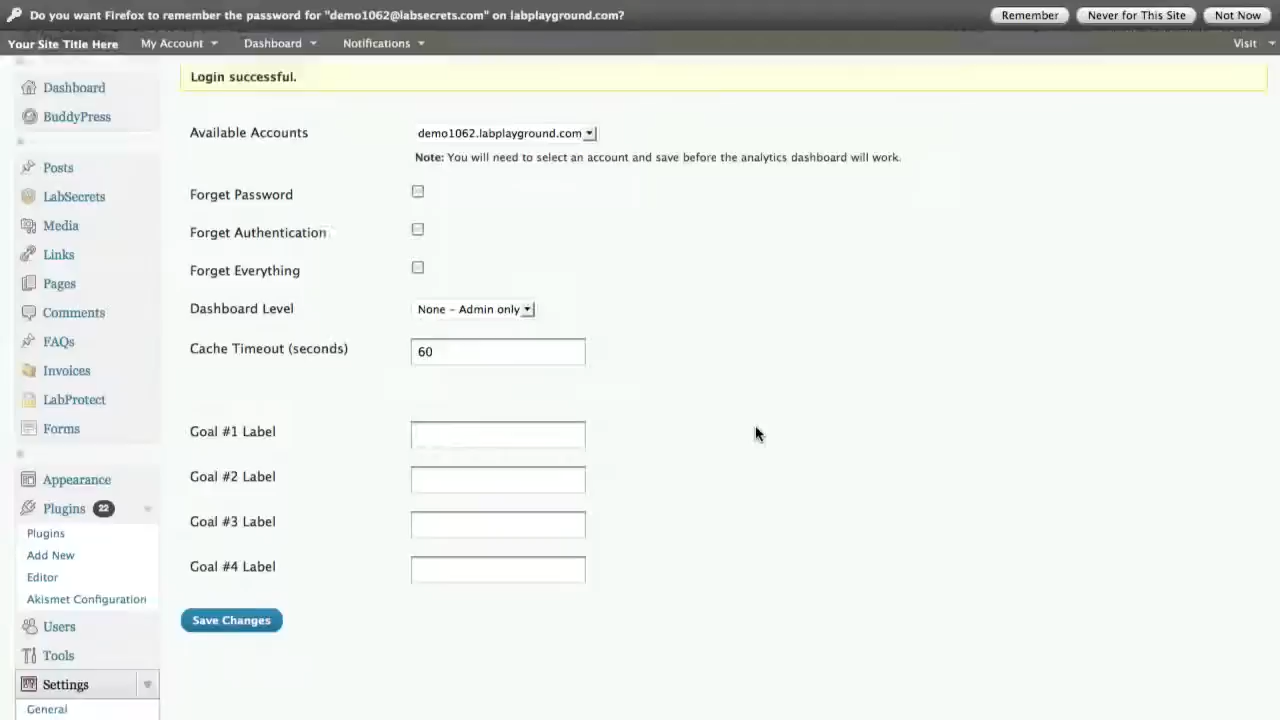 Do you want Firefox to remember the password for "demo1062@labsecrets.com" on labplayground.com?
Remember
Never for This Site
Not Now
Your Site Title Here
My Account
Dashboard
Notifications
Visit
Login successful.
Dashboard
BuddyPress
Posts
LabSecrets
Media
Links
Pages
Comments
FAQs
Invoices
LabProtect
Forms
Appearance
Plugins 22
Plugins
Add New
Editor
Akismet Configuration
Users
Tools
Settings
General
Available Accounts
demo1062.labplayground.com
Note: You will need to select an account and save before the analytics dashboard will work.
Forget Password
Forget Authentication
Forget Everything
Dashboard Level
None - Admin only
Cache Timeout (seconds)
60
Goal #1 Label
Goal #2 Label
Goal #3 Label
Goal #4 Label
Save Changes